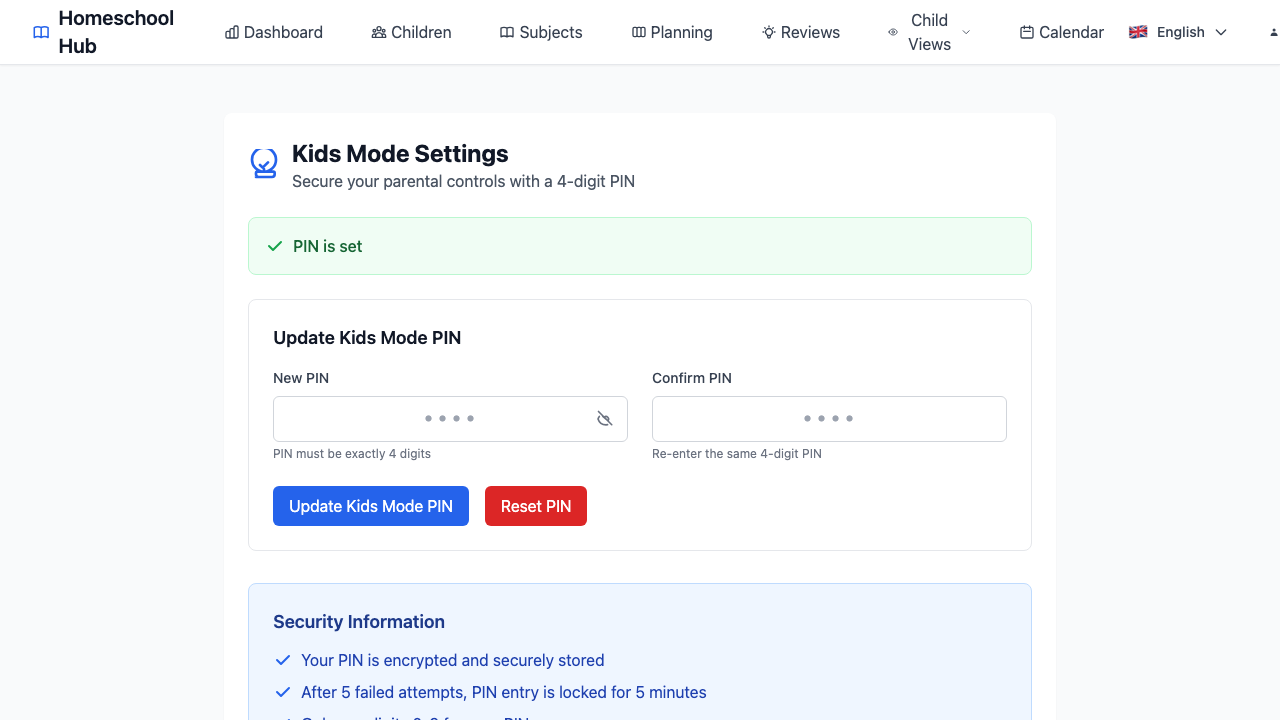 Homeschool Hub
Dashboard
Children
Subjects
Planning
Reviews
Child Views
Calendar
English
Kids Mode Settings
Secure your parental controls with a 4-digit PIN
PIN is set
Update Kids Mode PIN
New PIN
Confirm PIN
PIN must be exactly 4 digits
Re-enter the same 4-digit PIN
Update Kids Mode PIN
Reset PIN
Security Information
Your PIN is encrypted and securely stored
After 5 failed attempts, PIN entry is locked for 5 minutes